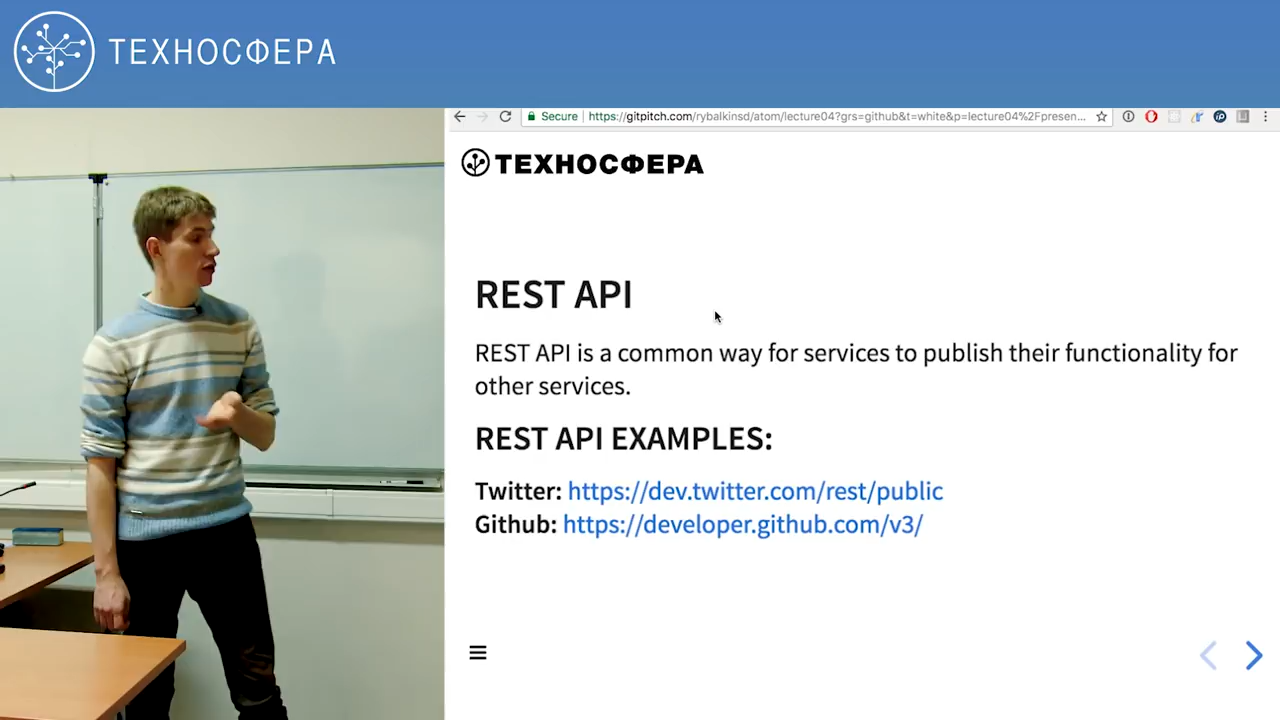 ТЕХНОСФЕРА
Secure https://gitpitch.com/rybalkinsd/atom/lecture04?grs=github&t=white&p=lecture04%2Fpresen...
ТЕХНОСФЕРА
REST API
REST API is a common way for services to publish their functionality for
other services.
REST API EXAMPLES:
Twitter: https://dev.twitter.com/rest/public
Github: https://developer.github.com/v3/